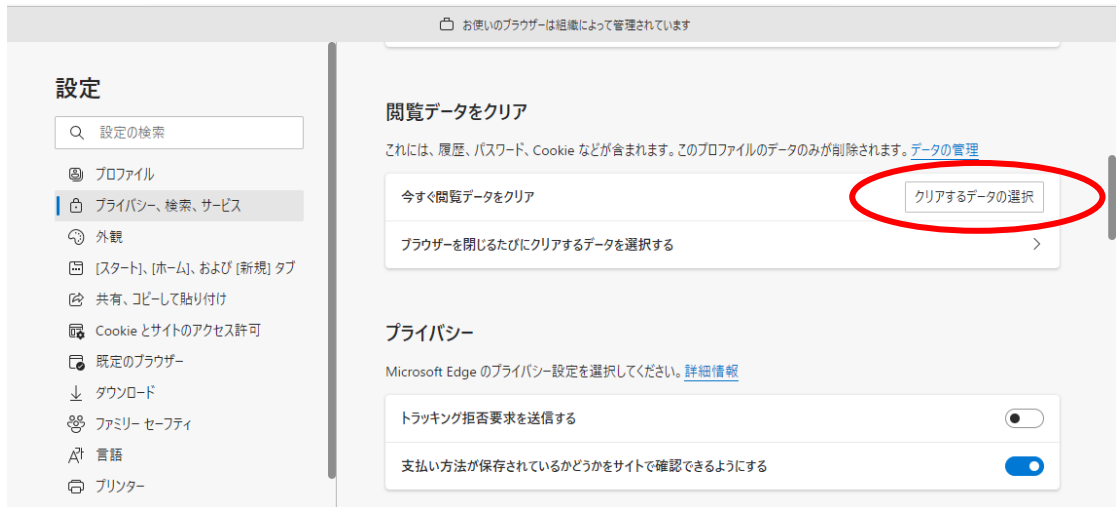 お使いのブラウザーは組織によって管理されています
設定
設定の検索
プロファイル
プライバシー、検索、サービス
外観
[スタート]、[ホーム]、および [新規] タブ
共有、コピーして貼り付け
Cookie とサイトのアクセス許可
既定のブラウザー
ダウンロード
ファミリー セーフティ
言語
プリンター
閲覧データをクリア
これには、履歴、パスワード、Cookie などが含まれます。このプロファイルのデータのみが削除されます。データの管理
今すぐ閲覧データをクリア
クリアするデータの選択
ブラウザーを閉じるたびにクリアするデータを選択する
プライバシー
Microsoft Edge のプライバシー設定を選択してください。詳細情報
トラッキング拒否要求を送信する
支払い方法が保存されているかどうかをサイトで確認できるようにする